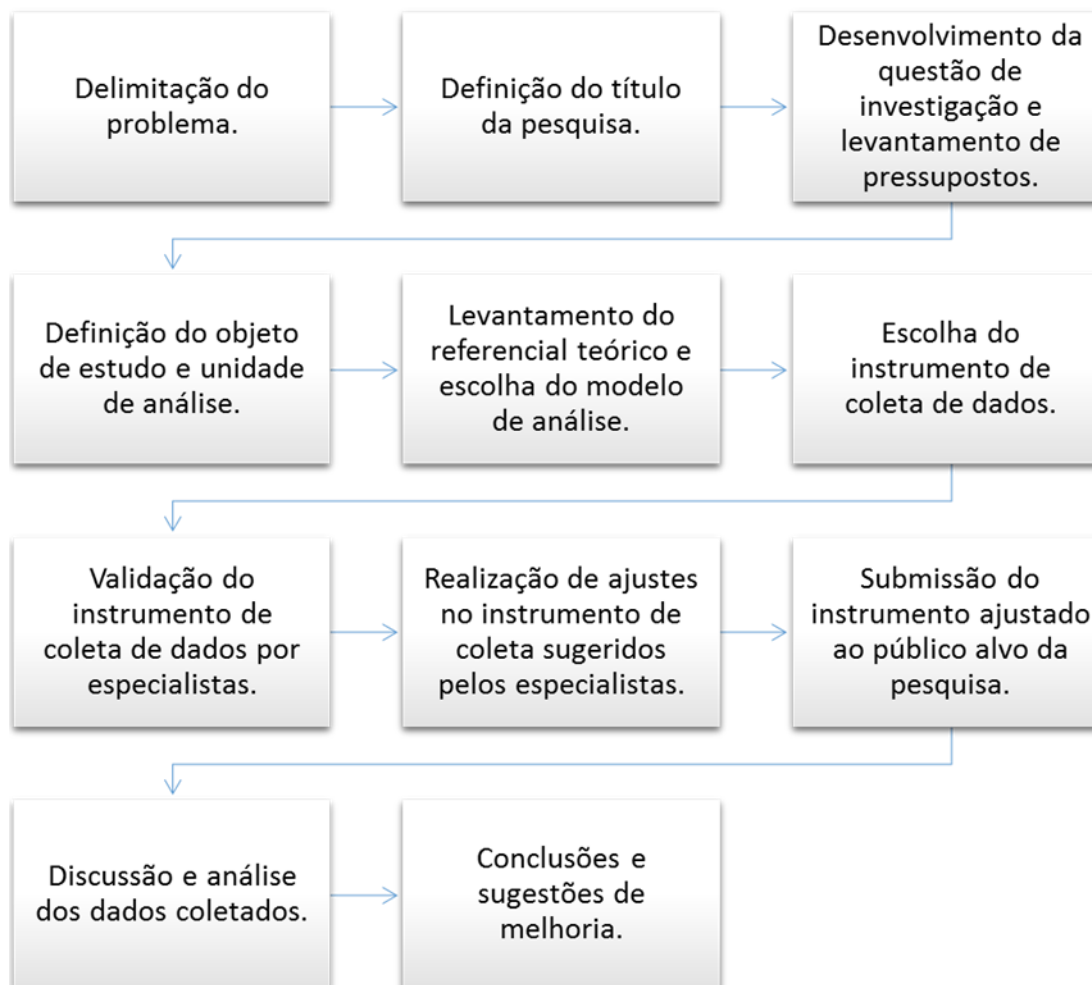 Delimitação do
problema.
Definição do título
da pesquisa.
Desenvolvimento da
questão de
investigação e
levantamento de
pressupostos.
Definição do objeto
de estudo e unidade
de análise.
Levantamento do
referencial teórico e
escolha do modelo
de análise.
Escolha do
instrumento de
coleta de dados.
Validação do
instrumento de
coleta de dados por
especialistas.
Realização de ajustes
no instrumento de
coleta sugeridos
pelos especialistas.
Submissão do
instrumento ajustado
ao público alvo da
pesquisa.
Discussão e análise
dos dados coletados.
Conclusões e
sugestões de
melhoria.